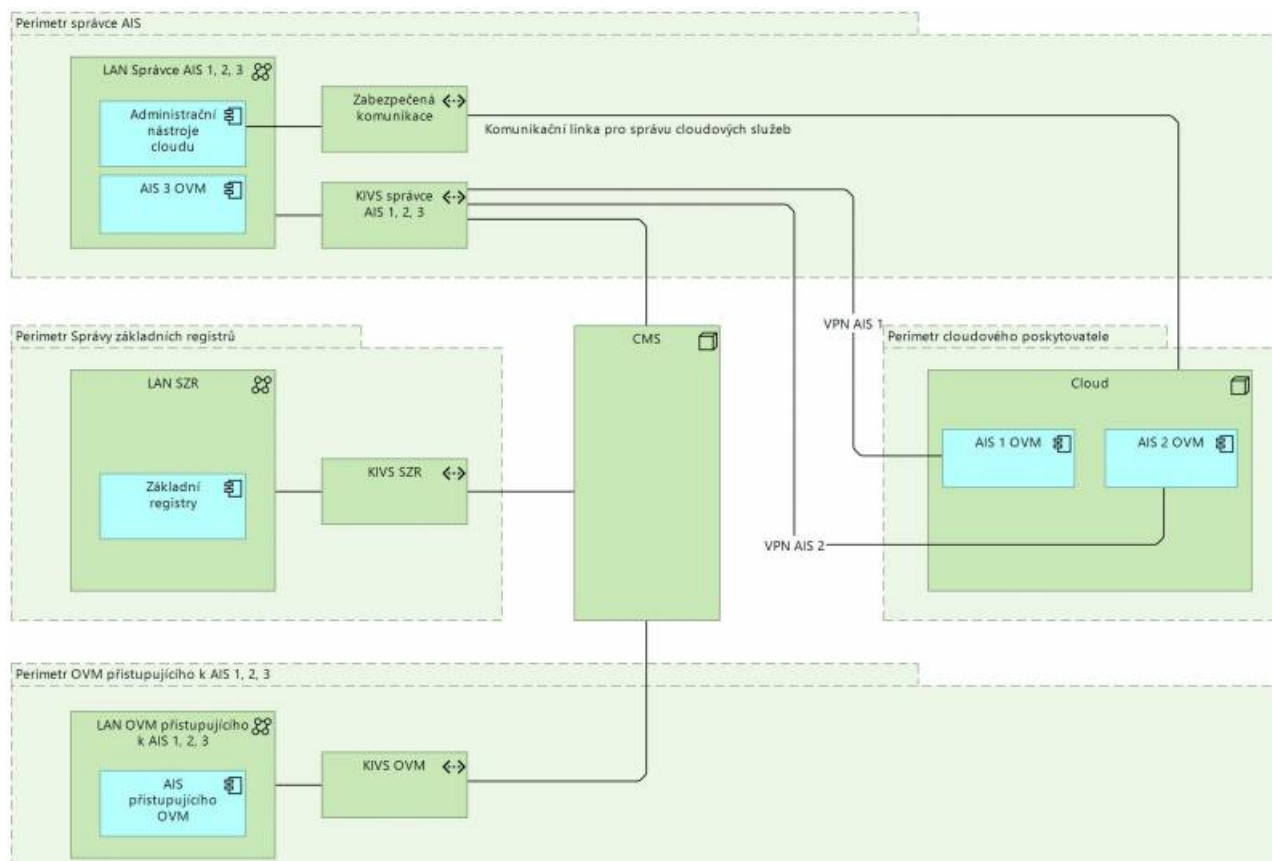 Perimetr správce AIS
LAN Správce AIS 1, 2, 3
Administrační
nástroje
cloudu
AIS 3 OVM
Zabezpečená
komunikace
Komunikační linka pro správu cloudových služeb
KIVS správce
AIS 1, 2, 3
Perimetr Správy základních registrů
LAN SZR
Základní
registry
KIVS SZR
CMS
VPN AIS 1
VPN AIS 2
Perimetr cloudového poskytovatele
Cloud
AIS 1 OVM
AIS 2 OVM
Perimetr OVM přistupujícího k AIS 1, 2, 3
LAN OVM přistupujícího
k AIS 1, 2, 3
AIS
přistupujícího
OVM
KIVS OVM